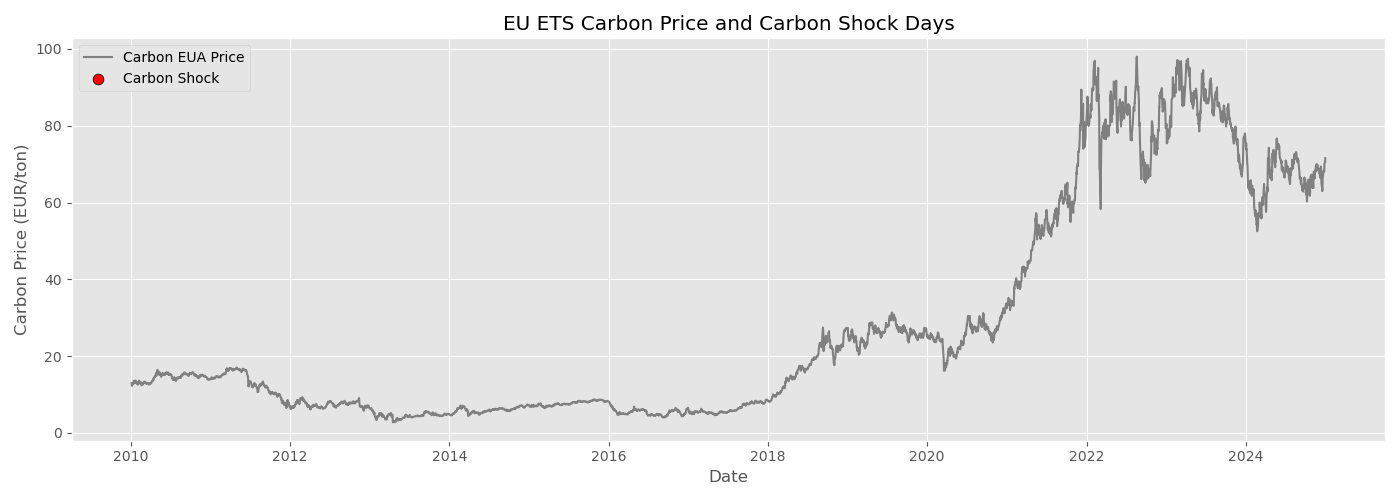 EU ETS Carbon Price and Carbon Shock Days
Carbon EUA Price
Carbon Shock
Carbon Price (EUR/ton)
100
80
60
40
20
0
2010 2012 2014 2016 2018 2020 2022 2024
Date